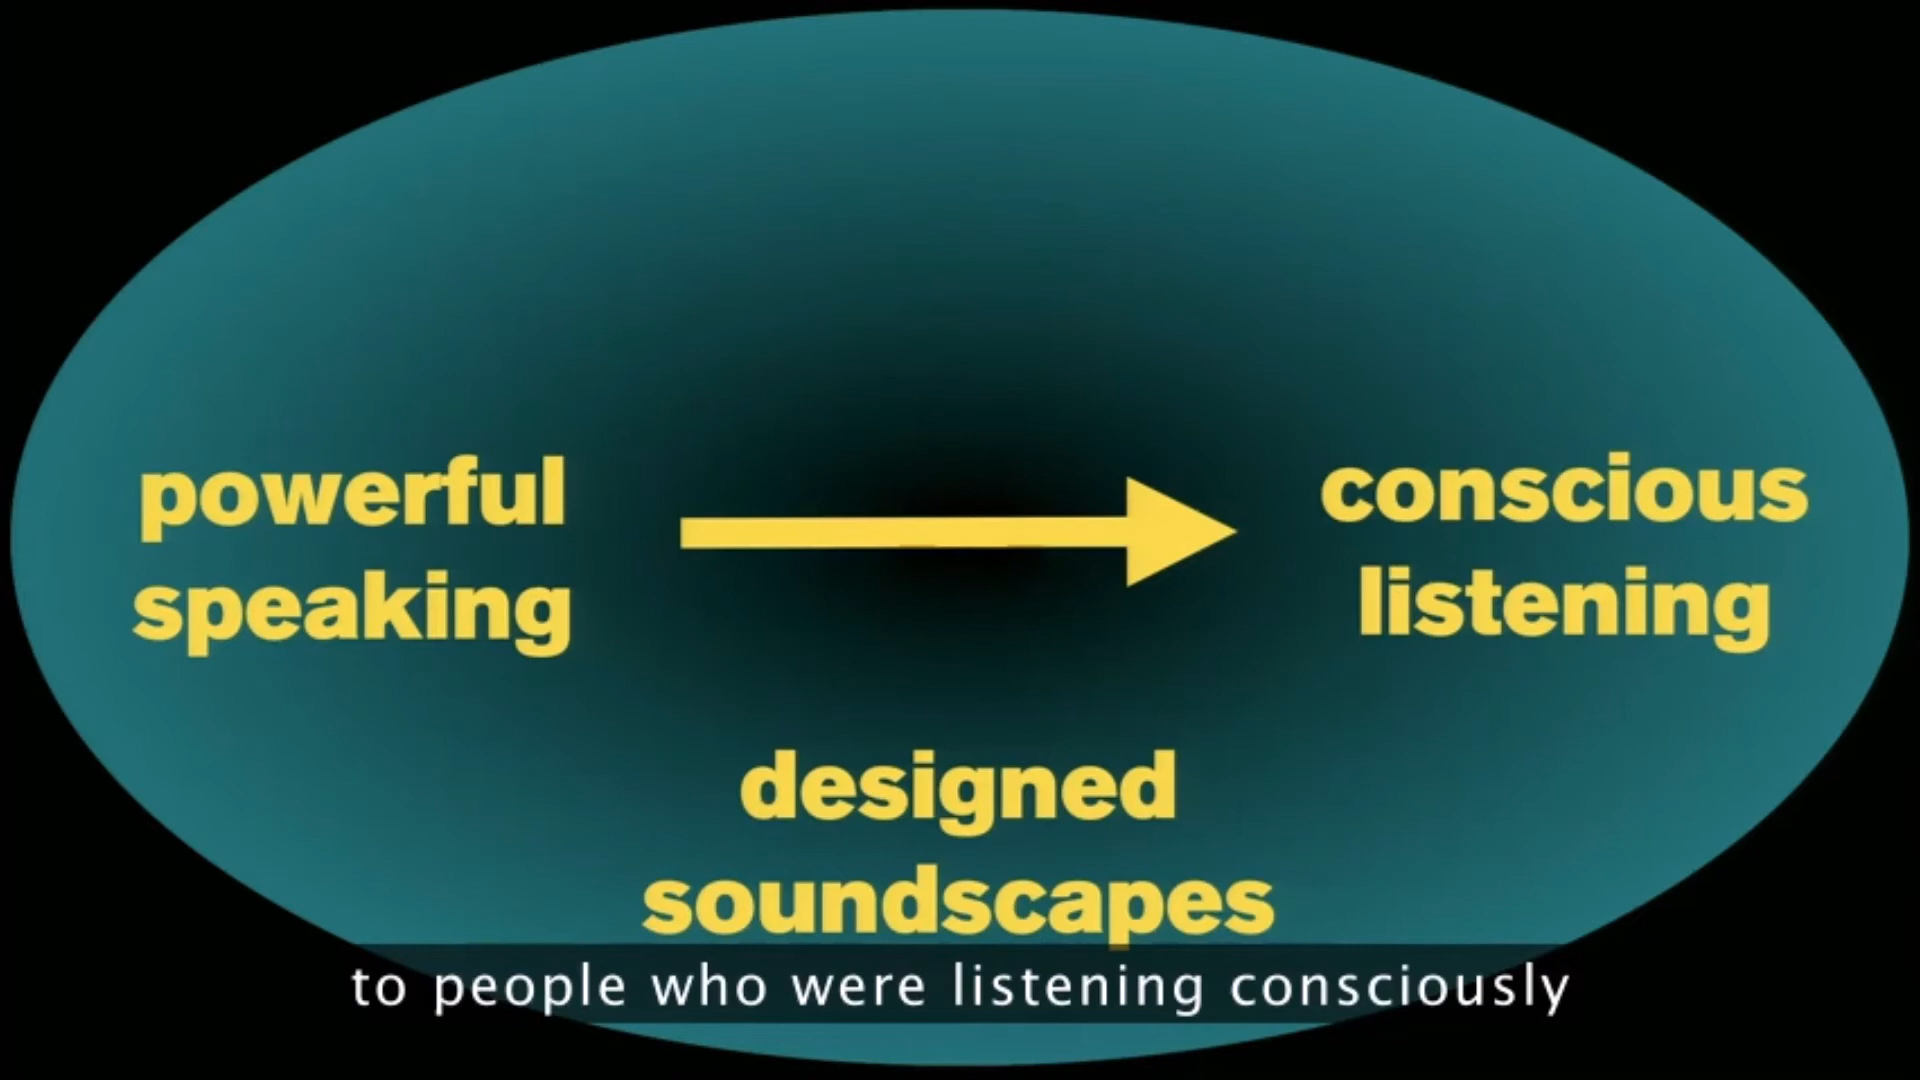 powerful
speaking
conscious
listening
designed
soundscapes
to people who were listening consciously